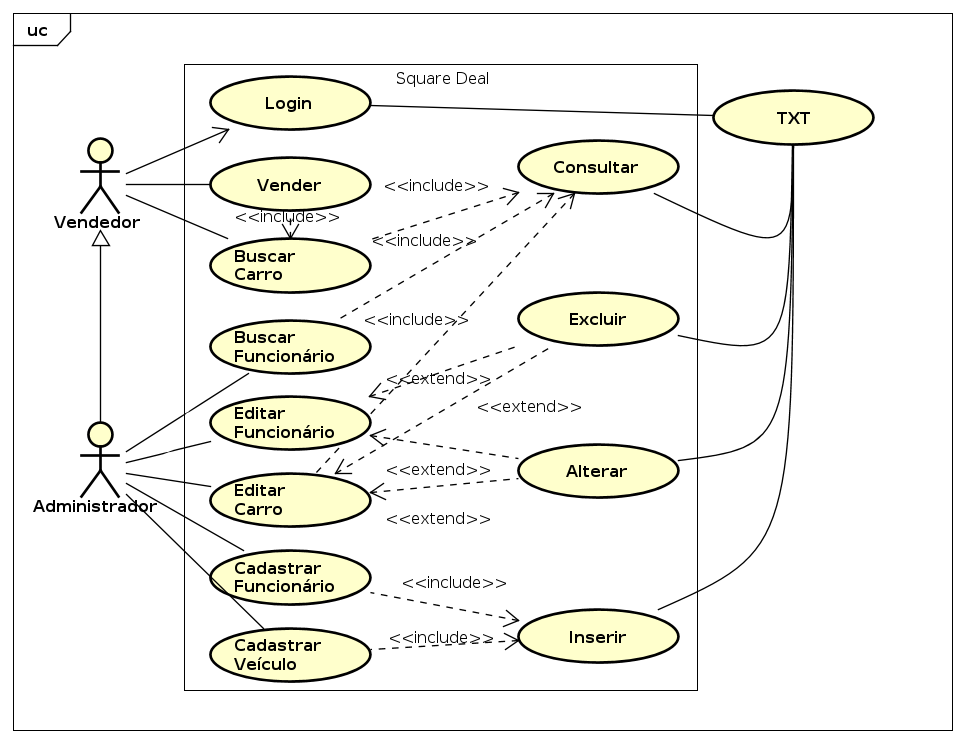 uc
Square Deal
Login
TXT
Consultar
Vender
<<include>>
Vendedor
<<include>>
Buscar
Carro
<<include>>
Excluir
<<include>>
Buscar
Funcionário
<<extend>>
<<extend>>
Editar
Funcionário
Alterar
<<extend>>
Editar
Carro
Administrador
<<extend>>
Cadastrar
Funcionário
<<include>>
Inserir
<<include>>
Cadastrar
Veículo